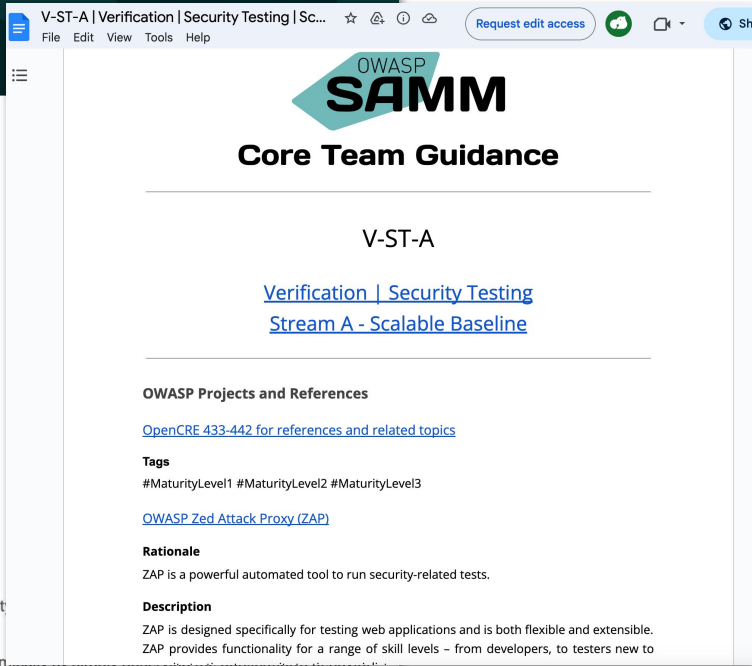 V-ST-A | Verification | Security Testing | Sc...
Request edit access
File Edit View Tools Help
OWASP
SAMM
Core Team Guidance
V-ST-A
Verification | Security Testing
Stream A - Scalable Baseline
OWASP Projects and References
OpenCRE 433-442 for references and related topics
Tags
#MaturityLevel1 #MaturityLevel2 #MaturityLevel3
OWASP Zed Attack Proxy (ZAP)
Rationale
ZAP is a powerful automated tool to run security-related tests.
Description
ZAP is designed specifically for testing web applications and is both flexible and extensible.
ZAP provides functionality for a range of skill levels – from developers, to testers new to